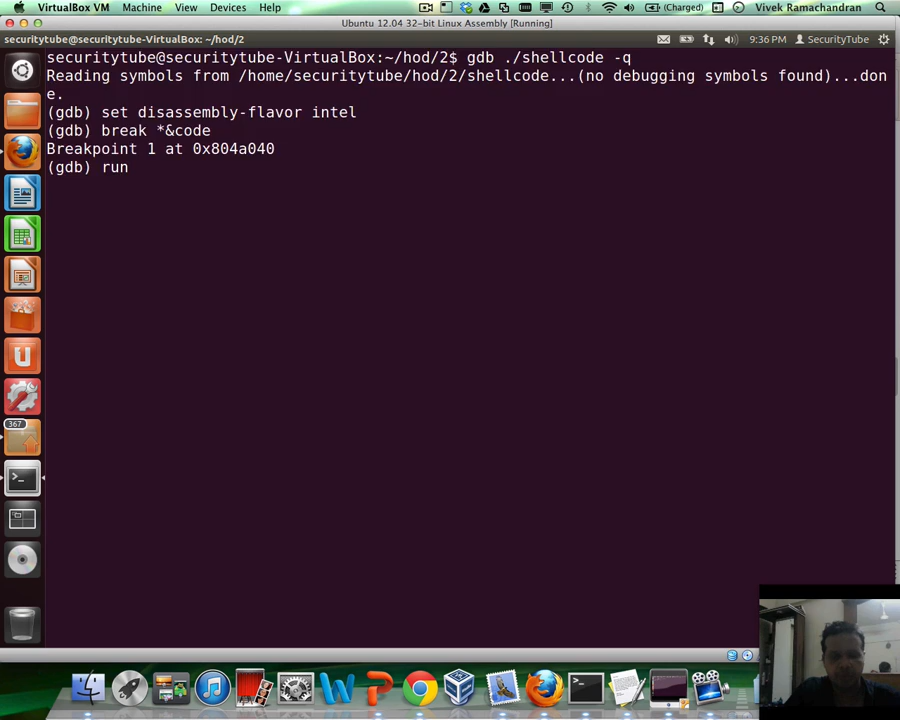 VirtualBox VM Machine View Devices Help (Charged) Vivek Ramachandran
Ubuntu 12.04 32-bit Linux Assembly [Running]
securitytube@securitytube-VirtualBox: ~/hod/2 9:36 PM SecurityTube
securitytube@securitytube-VirtualBox:~/hod/2$ gdb ./shellcode -q
Reading symbols from /home/securitytube/hod/2/shellcode...(no debugging symbols found)...don
e.
(gdb) set disassembly-flavor intel
(gdb) break *&code
Breakpoint 1 at 0x804a040
(gdb) run
367